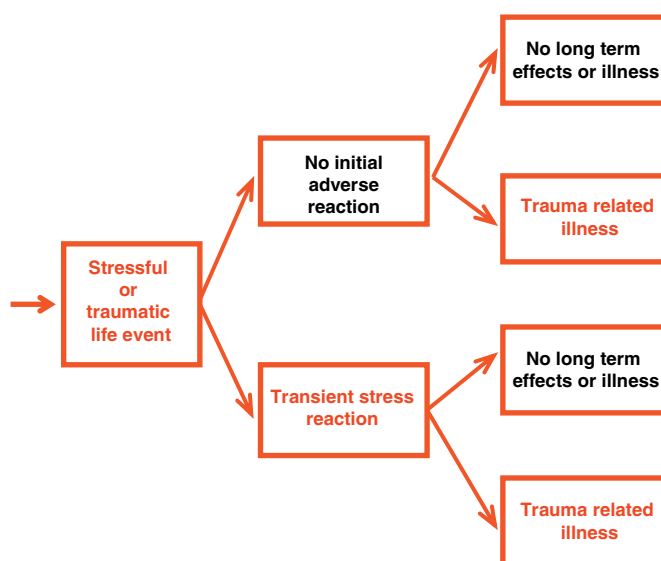 No long term
effects or illness
No initial
adverse
reaction
Trauma related
illness
Stressful
or
traumatic
life event
No long term
effects or illness
Transient stress
reaction
Trauma related
illness